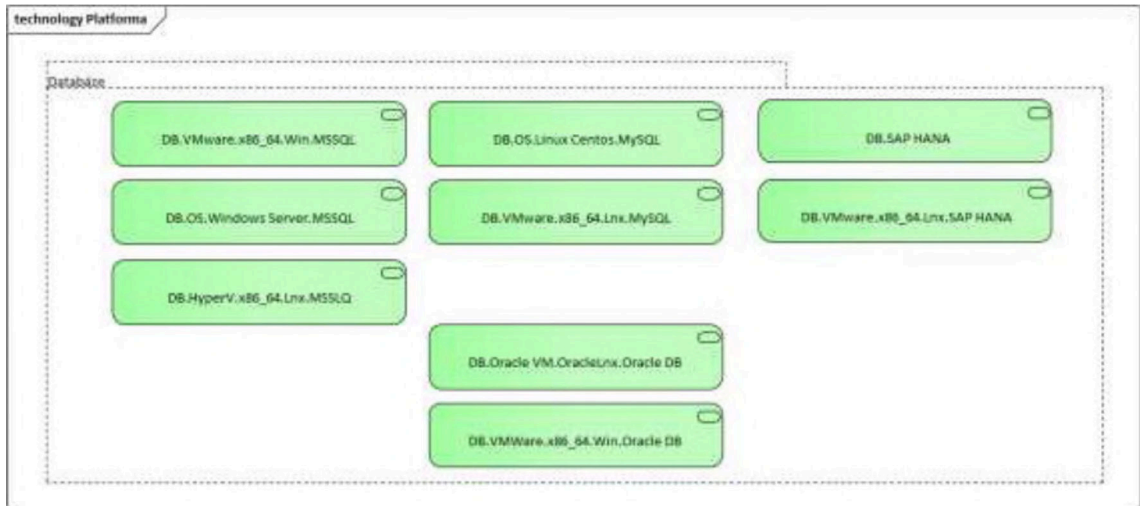 technology Platforma
Databáze
DB.VMware.x86_64.Win.MSSQL
DB.OS.Linux Centos.MySQL
DB.SAP HANA
DB.OS.Windows Server.MSSQL
DB.VMware.x86_64.Lnx.MySQL
DB.VMware.x86_64.Lnx.SAP HANA
DB.HyperV.x86_64.Lnx.MSSLQ
DB.Oracle VM.OracleLnx.Oracle DB
DB.VMWare.x86_64.Win.Oracle DB